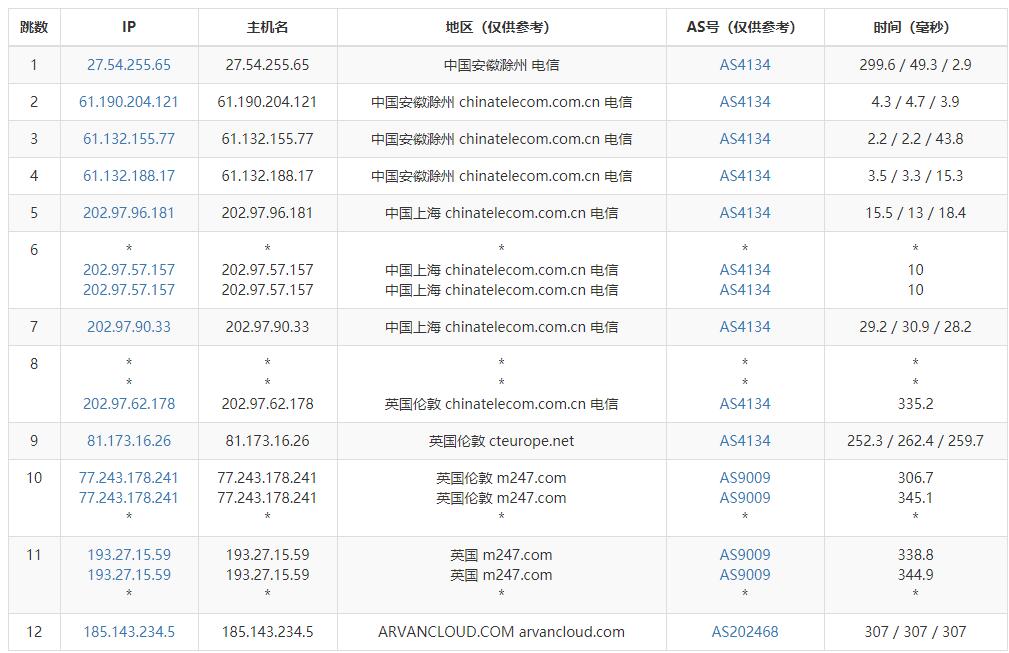 跳数 IP 主机名 地区（仅供参考） AS号（仅供参考） 时间（毫秒）
1 27.54.255.65 27.54.255.65 中国安徽滁州 电信 AS4134 299.6 / 49.3 / 2.9
2 61.190.204.121 61.190.204.121 中国安徽滁州 chinatelecom.com.cn 电信 AS4134 4.3 / 4.7 / 3.9
3 61.132.155.77 61.132.155.77 中国安徽滁州 chinatelecom.com.cn 电信 AS4134 2.2 / 2.2 / 43.8
4 61.132.188.17 61.132.188.17 中国安徽滁州 chinatelecom.com.cn 电信 AS4134 3.5 / 3.3 / 15.3
5 202.97.96.181 202.97.96.181 中国上海 chinatelecom.com.cn 电信 AS4134 15.5 / 13 / 18.4
6 * * * * *
202.97.57.157 202.97.57.157 中国上海 chinatelecom.com.cn 电信 AS4134 10
202.97.57.157 202.97.57.157 中国上海 chinatelecom.com.cn 电信 AS4134 10
7 202.97.90.33 202.97.90.33 中国上海 chinatelecom.com.cn 电信 AS4134 29.2 / 30.9 / 28.2
8 * * * * *
* * * * *
202.97.62.178 202.97.62.178 英国伦敦 chinatelecom.com.cn 电信 AS4134 335.2
9 81.173.16.26 81.173.16.26 英国伦敦 cteurope.net AS4134 252.3 / 262.4 / 259.7
10 77.243.178.241 77.243.178.241 英国伦敦 m247.com AS9009 306.7
77.243.178.241 77.243.178.241 英国伦敦 m247.com AS9009 345.1
* * * * *
11 193.27.15.59 193.27.15.59 英国 m247.com AS9009 338.8
193.27.15.59 193.27.15.59 英国 m247.com AS9009 344.9
* * * * *
12 185.143.234.5 185.143.234.5 ARVANCLOUD.COM arvancloud.com AS202468 307 / 307 / 307